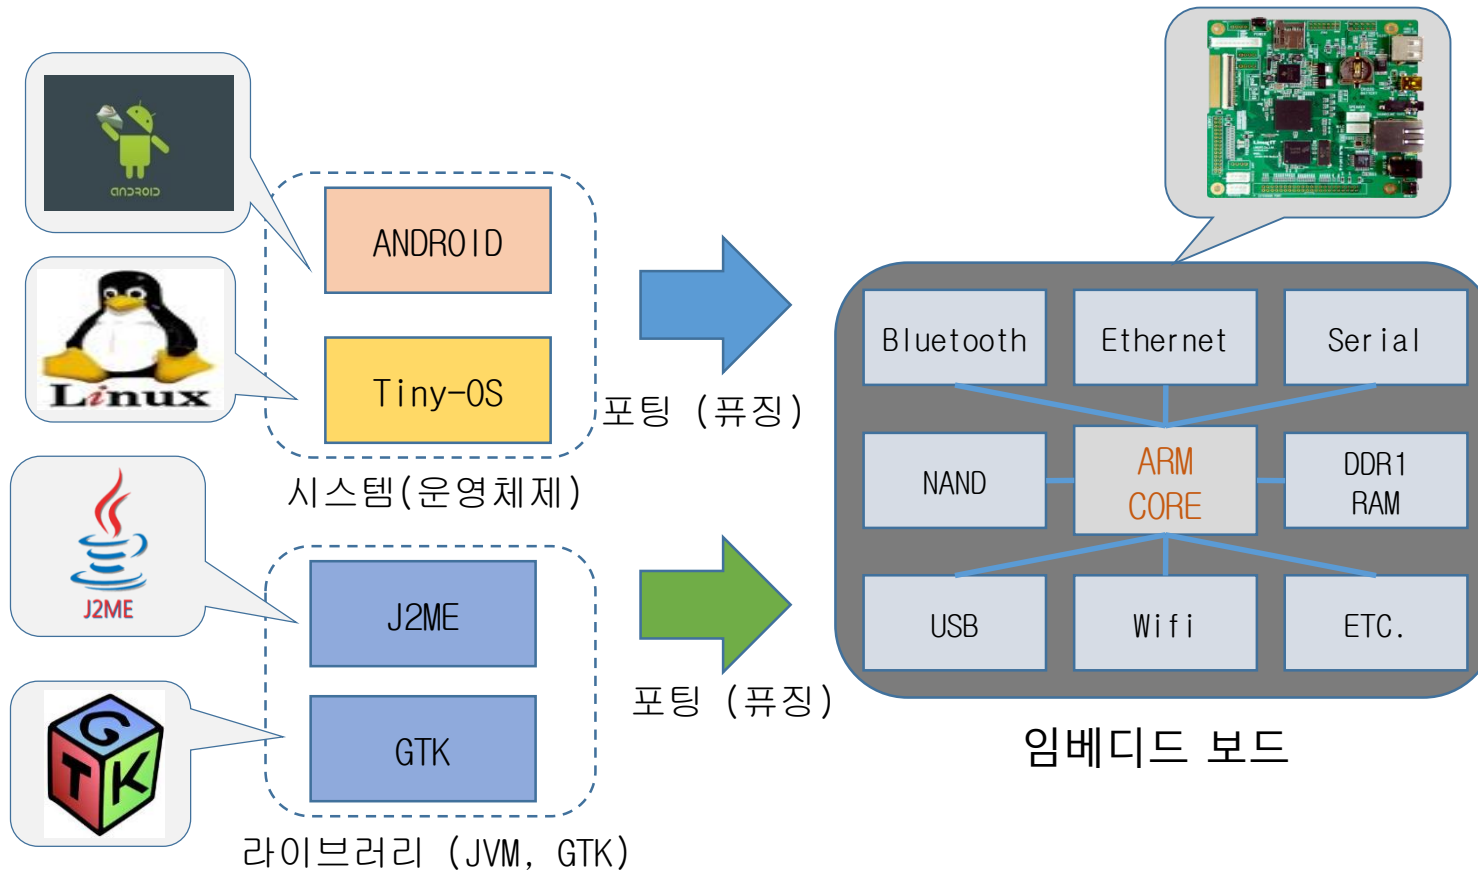 ANDROID
ANDROID
Linux
Tiny-OS
시스템(운영체제)
포팅 (퓨징)
J2ME
J2ME
GTK
GTK
라이브러리 (JVM, GTK)
포팅 (퓨징)
Bluetooth
Ethernet
Serial
NAND
ARM
CORE
DDR1
RAM
USB
Wifi
ETC.
임베디드 보드